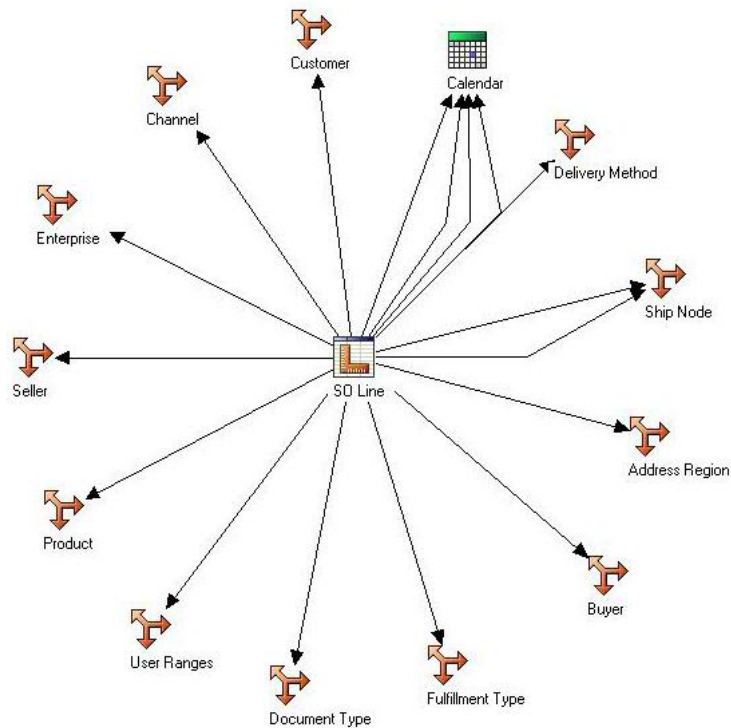 Customer
Calendar
Channel
Delivery Method
Enterprise
Ship Node
Seller
SO Line
Address Region
Product
Buyer
User Ranges
Fulfillment Type
Document Type